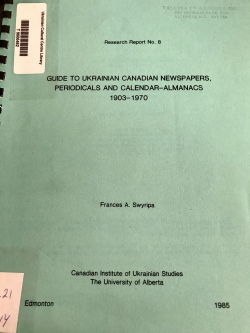 Research Report No. 8
GUIDE TO UKRAINIAN CANADIAN NEWSPAPERS,
PERIODICALS AND CALENDAR-ALMANACS
1903-1970
Frances A. Swyripa
Canadian Institute of Ukrainian Studies
The University of Alberta
Edmonton
1985
.21